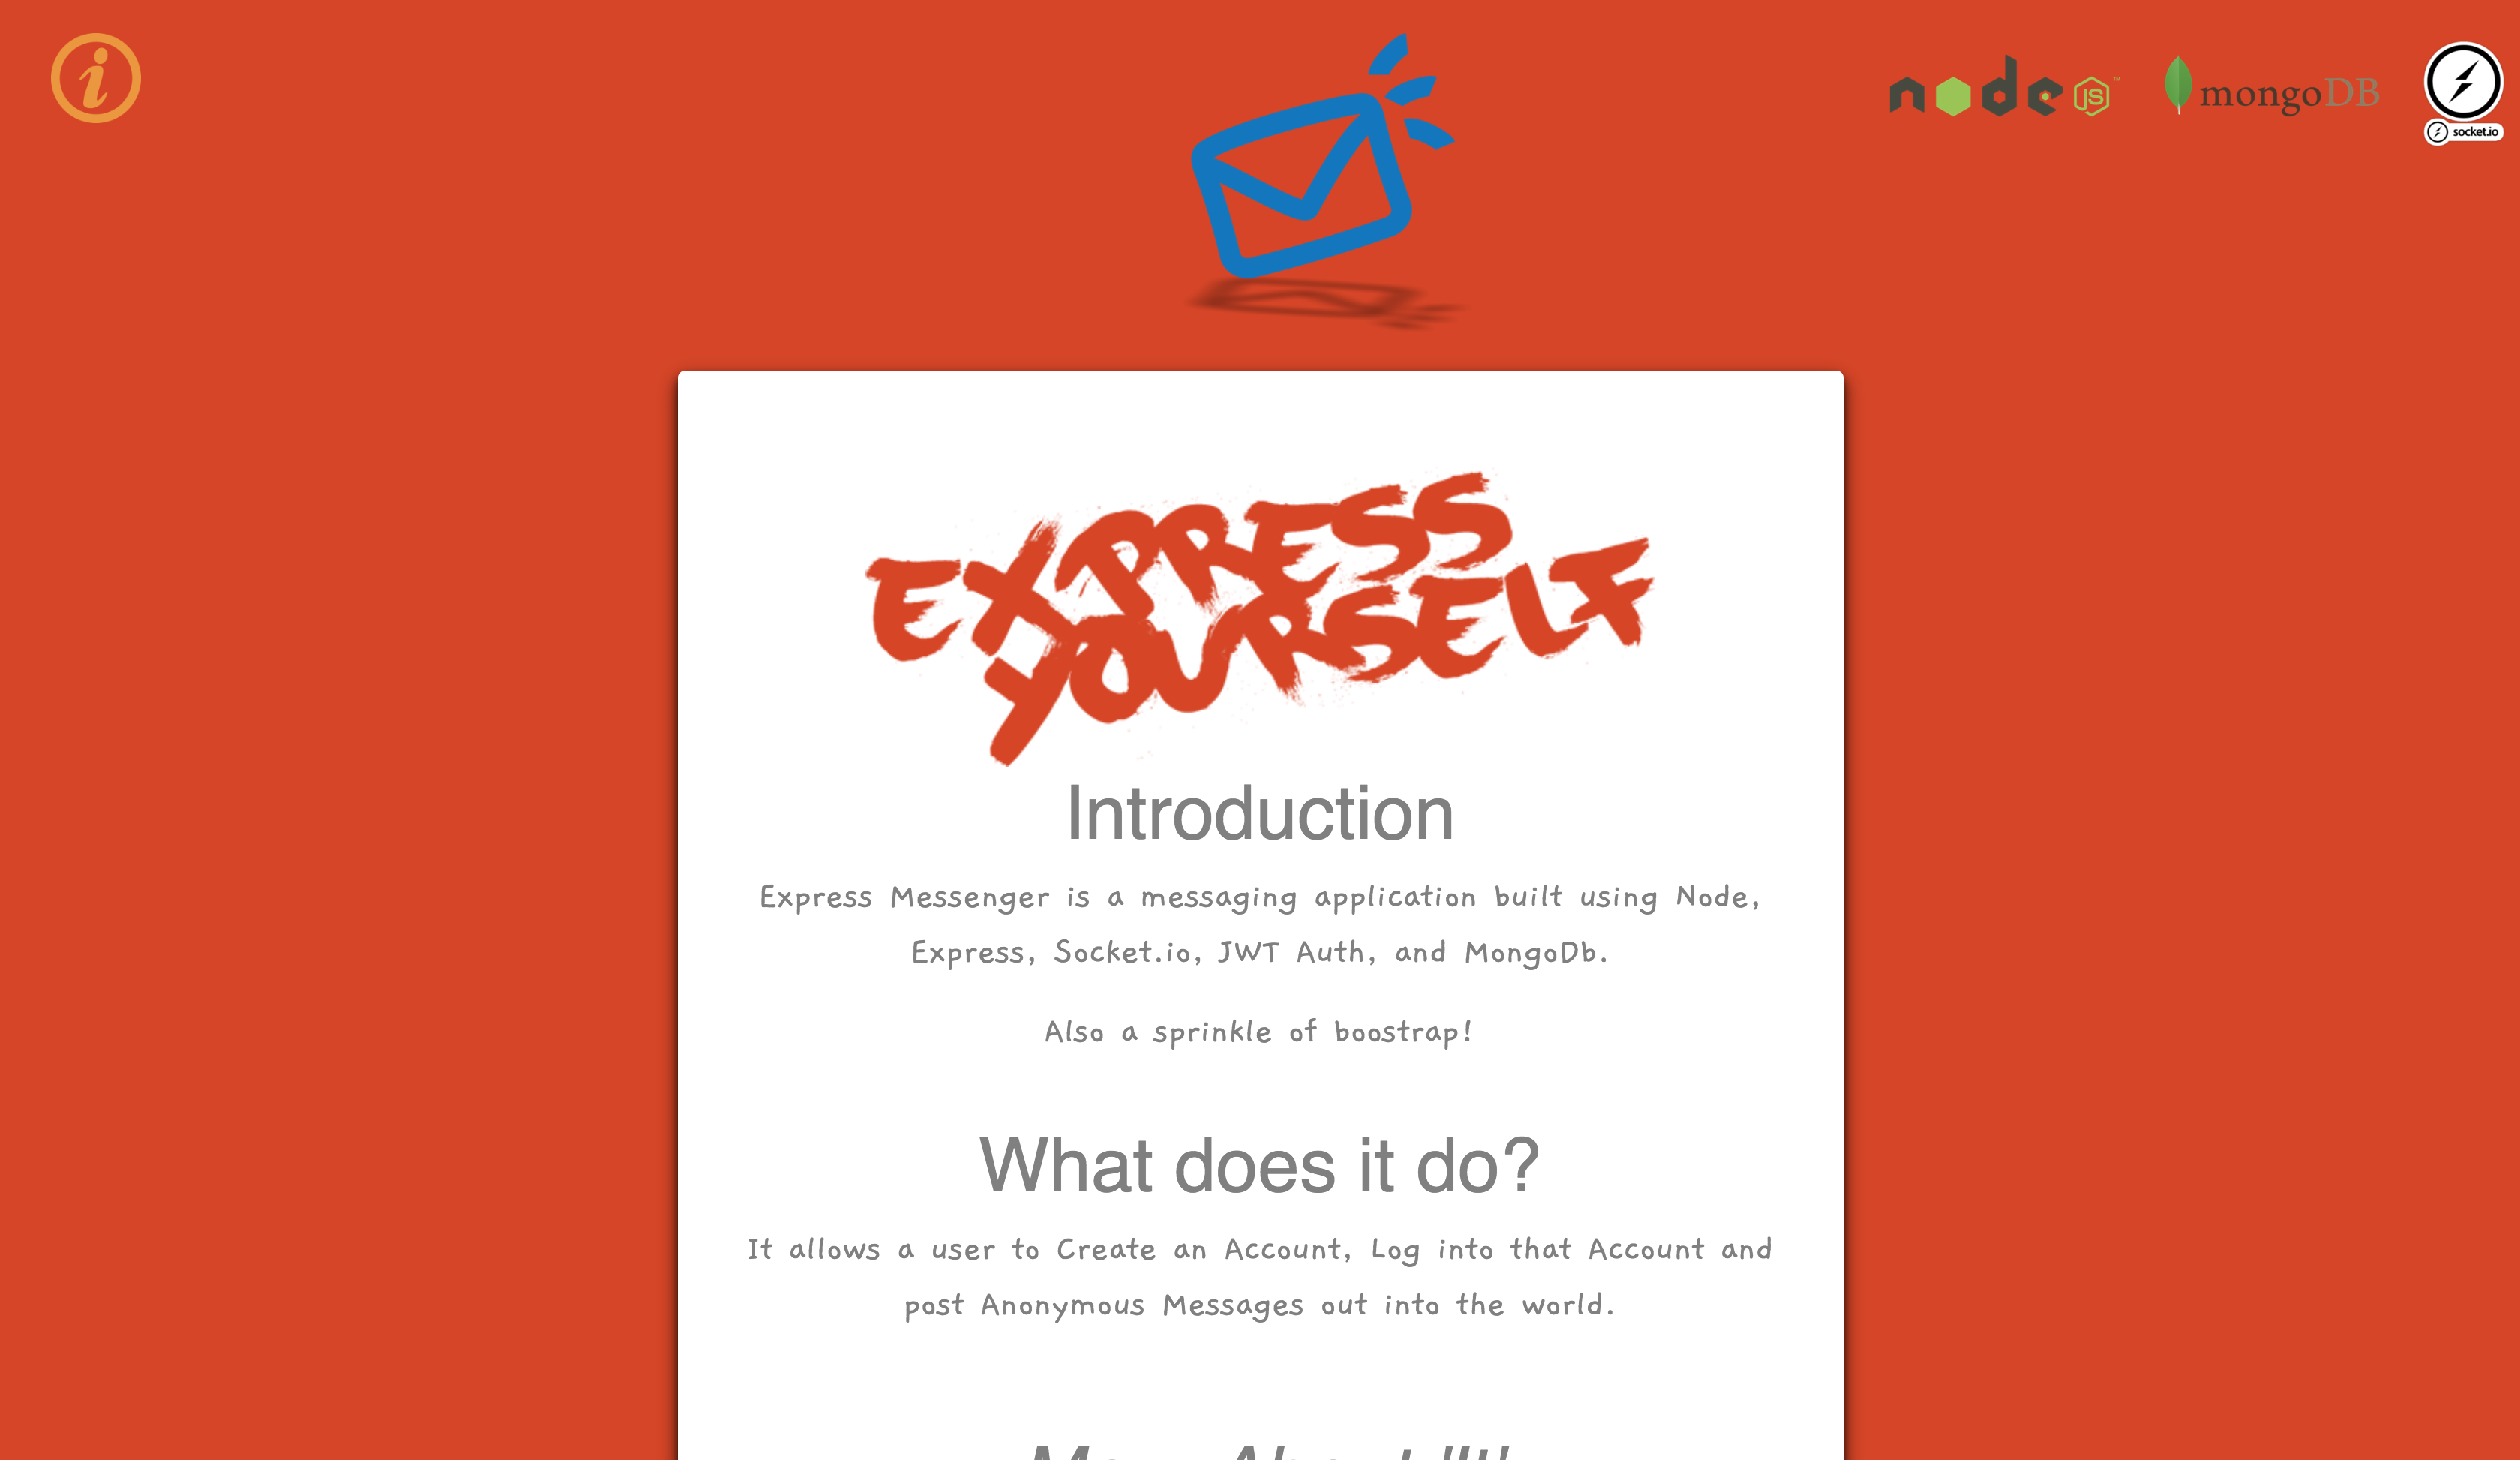 node JS ™
mongoDB
socket.io
EXPRESS
YOURSELF
Introduction
Express Messenger is a messaging application built using Node,
Express, Socket.io, JWT Auth, and MongoDb.
Also a sprinkle of boostrap!
What does it do?
It allows a user to Create an Account, Log into that Account and
post Anonymous Messages out into the world.